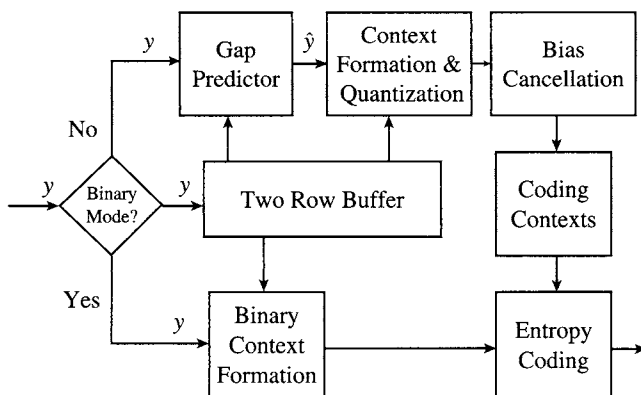 y
Gap
Predictor
ŷ
Context
Formation &
Quantization
Bias
Cancellation
No
y
Binary
Mode?
y
Two Row Buffer
Coding
Contexts
Yes
y
Binary
Context
Formation
Entropy
Coding